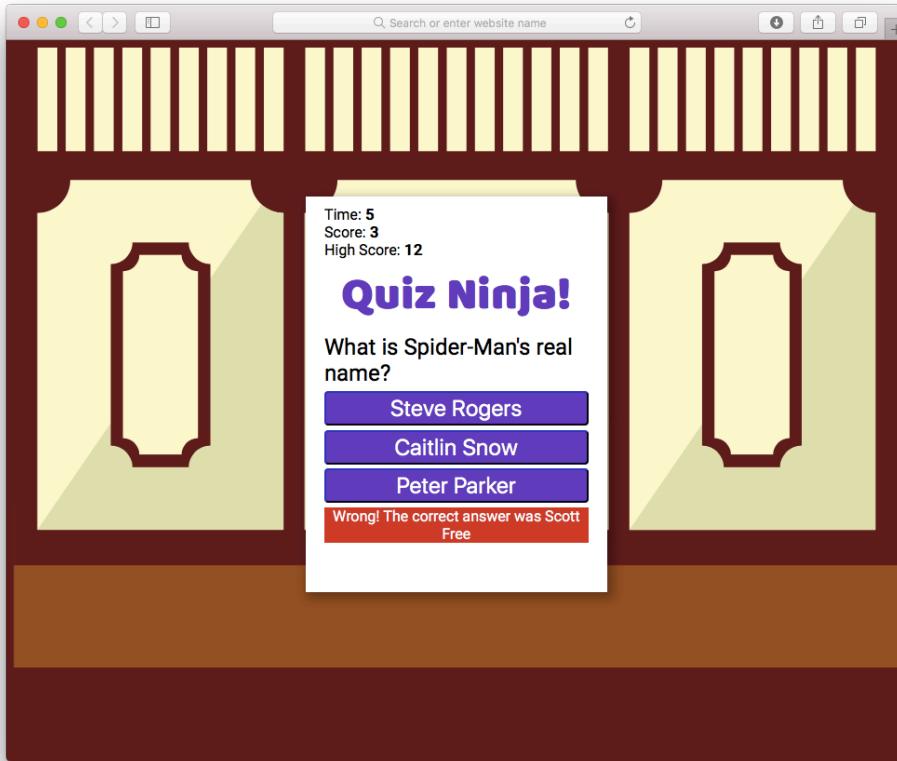 Search or enter website name
Time: 5
Score: 3
High Score: 12
Quiz Ninja!
What is Spider-Man's real
name?
Steve Rogers
Caitlin Snow
Peter Parker
Wrong! The correct answer was Scott
Free